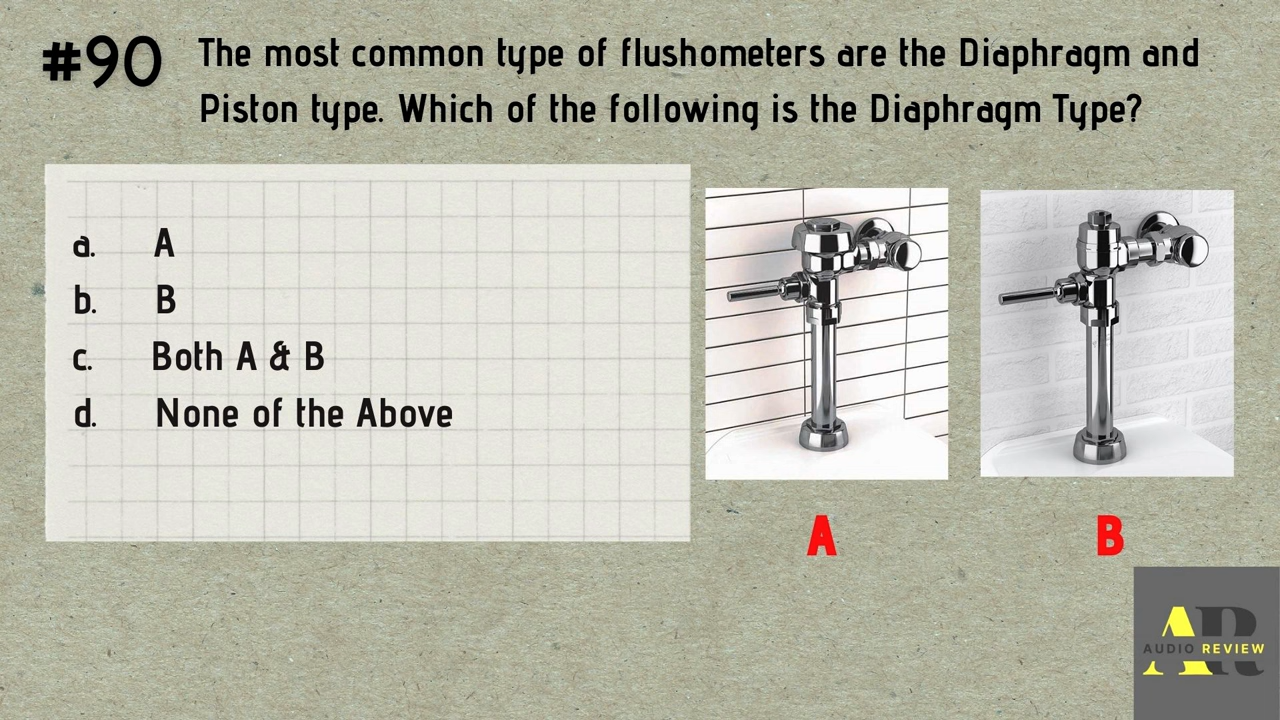 #90 The most common type of flushometers are the Diaphragm and
Piston type. Which of the following is the Diaphragm Type?
a. A
b. B
c. Both A & B
d. None of the Above
A
B
AR
AUDIO REVIEW